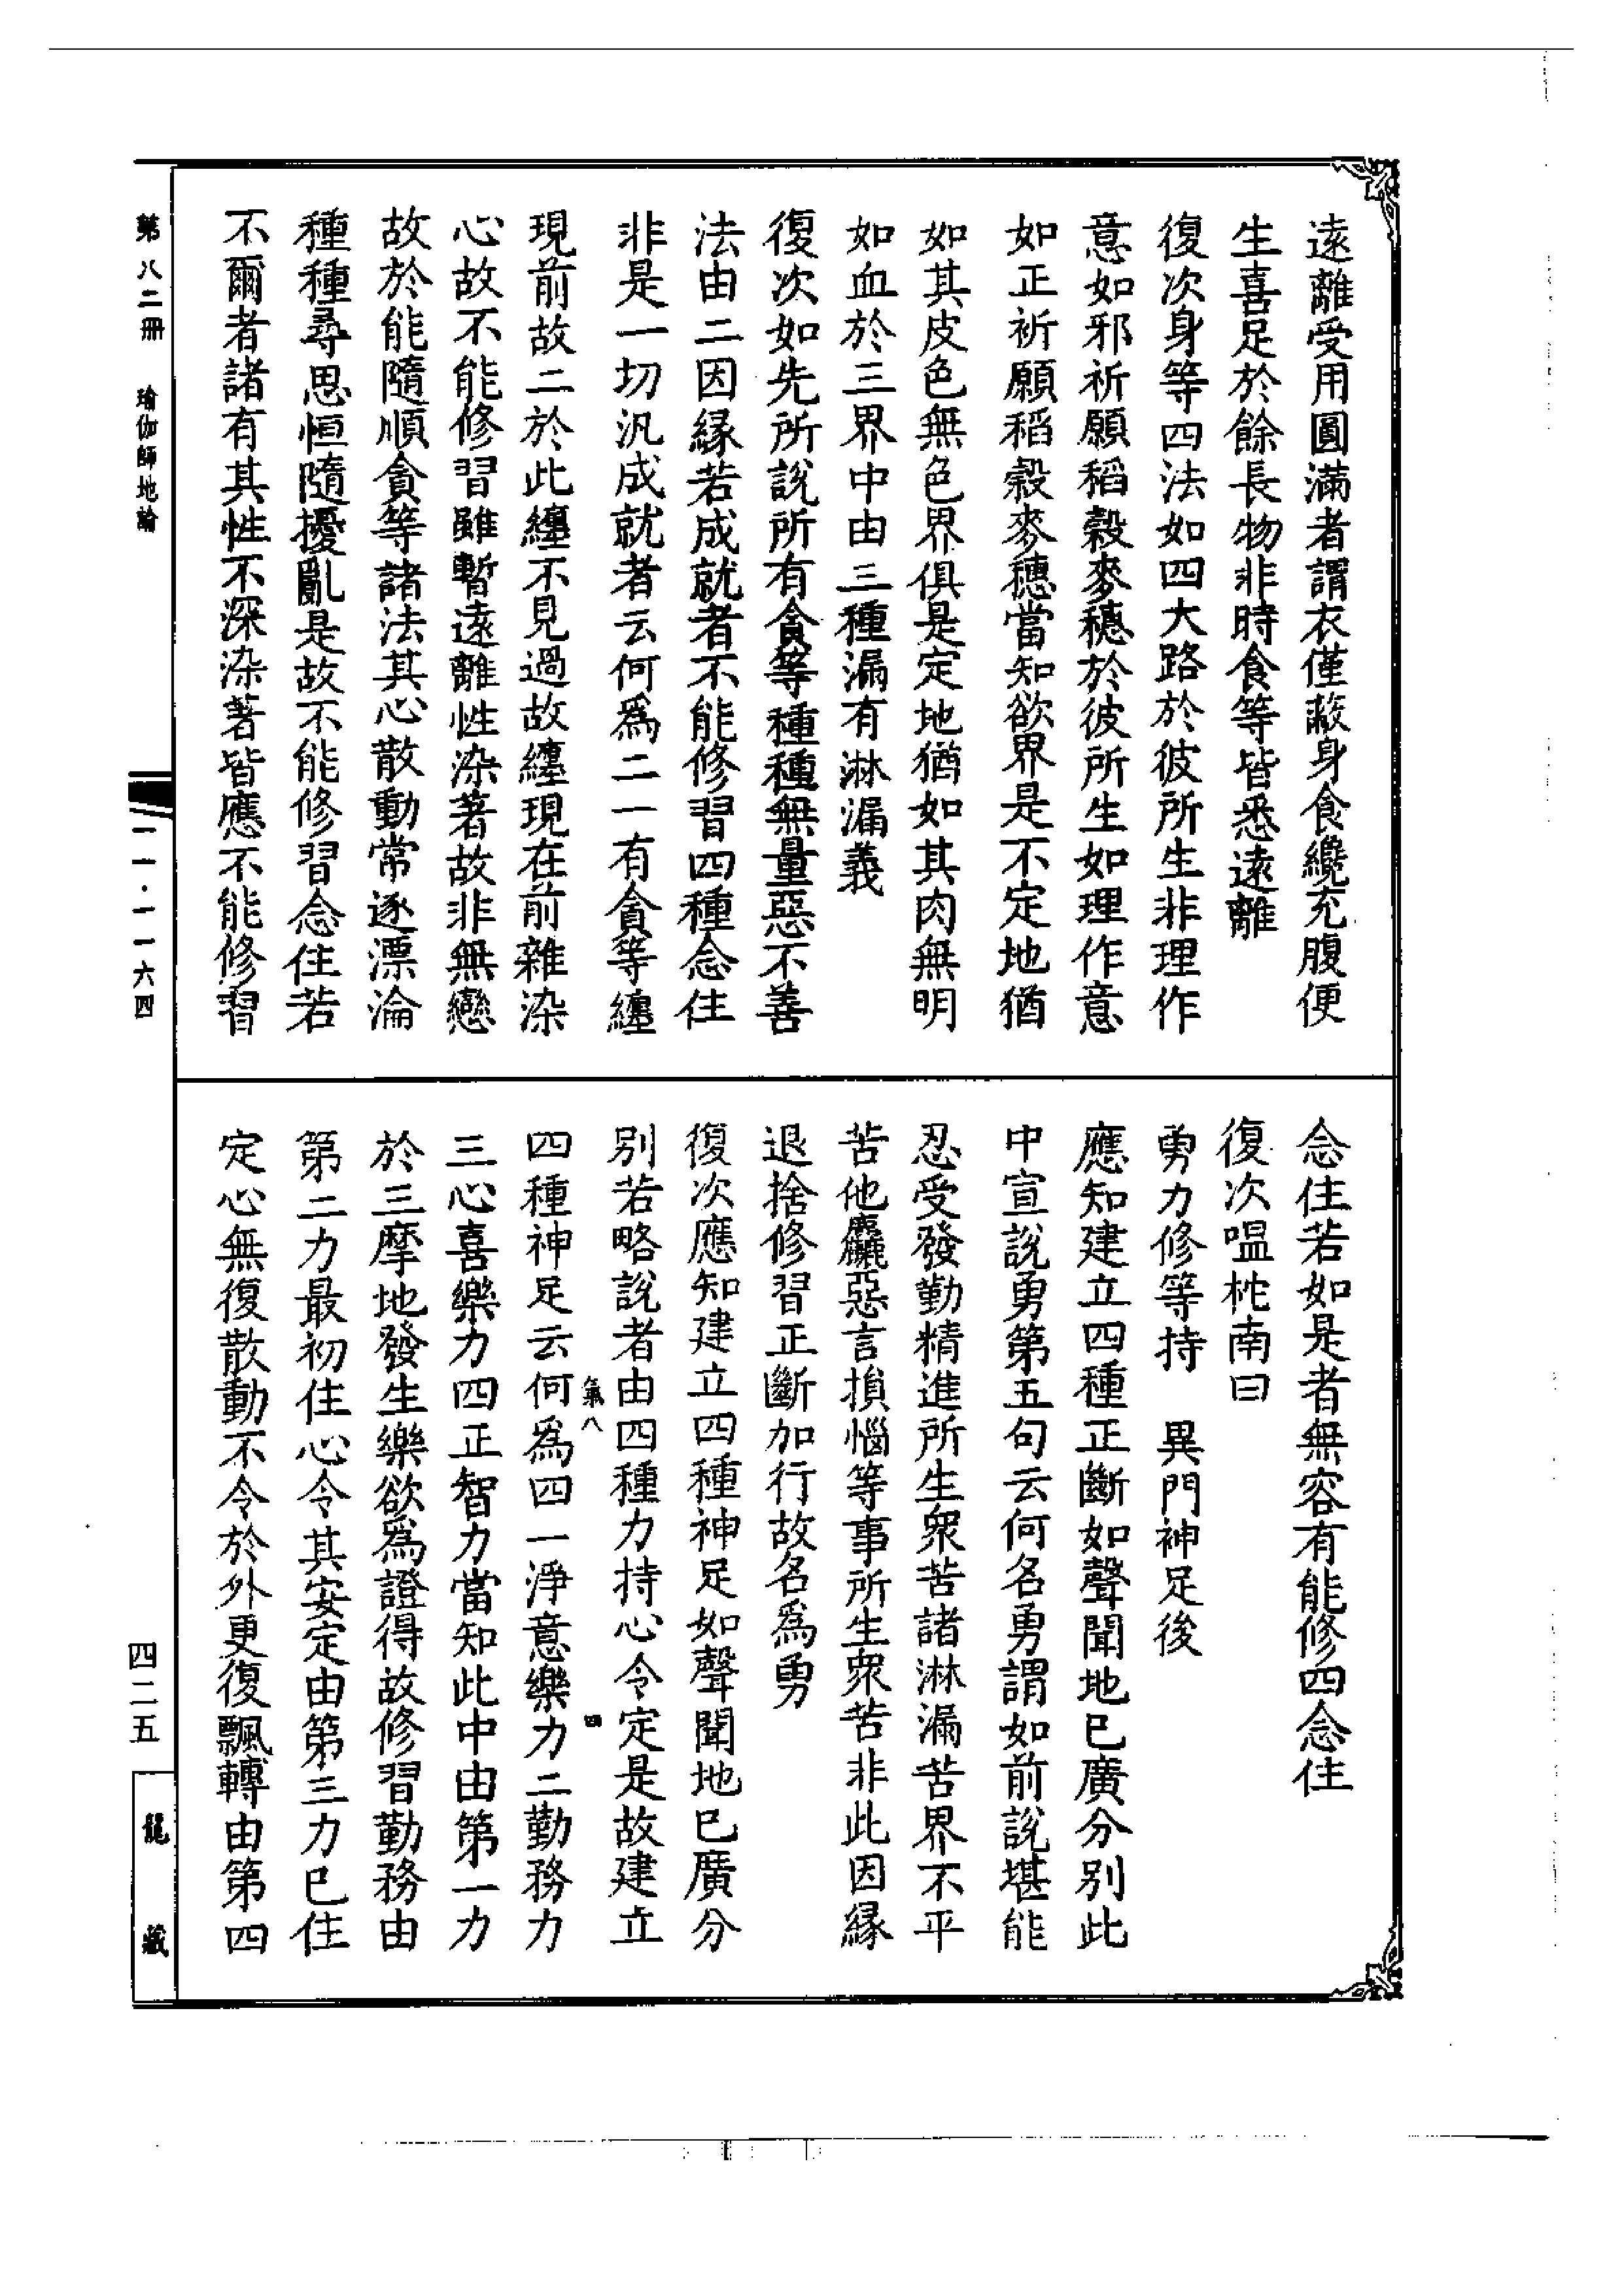 遠離受用圓滿者謂衣僅蔽身食纔充腹便
生喜足於餘長物非時食等皆悉遠離
復次身等四法如四大路於彼所生非理作
意如邪祈願稻穀麥穗於彼所生如理作意
如正祈願稻穀麥穗當知欲界是不定地猶
如其皮色無色界俱是定地猶如其肉無明
如血於三界中由三種漏有淋漏義
復次如先所說所有貪等種種無量惡不善
法由二因緣若成就者不能修習四種念住
非是一切汎成就者云何爲二一有貪等纏
現前故二於此纏不見過故纏現在前雜染
心故不能修習雖暫遠離性染著故非無戀
故於能隨順貪等諸法其心散動常逐漂淪
種種尋思恒隨擾亂是故不能修習念住若
不爾者諸有其性不深染著皆應不能修習
念住若如是者無容有能修四念住
復次嗢柁南曰
勇力修等持　異門神足後
應知建立四種正斷如聲聞地已廣分別此
中宣說勇第五句云何名勇謂如前說堪能
忍受發勤精進所生衆苦諸淋漏苦界不平
苦他麤惡言損惱等事所生衆苦非此因緣
退捨修習正斷加行故名爲勇
復次應知建立四種神足如聲聞地已廣分
別若略說者由四種力持心令定是故建立
氣八　四
四種神足云何爲四一淨意樂力二勤務力
三心喜樂力四正智力當知此中由第一力
於三摩地發生樂欲爲證得故修習勤務由
第二力最初住心令其安定由第三力已住
定心無復散動不令於外更復飄轉由第四
第八二冊　瑜伽師地論
一一·一一六四
四二五
龍藏